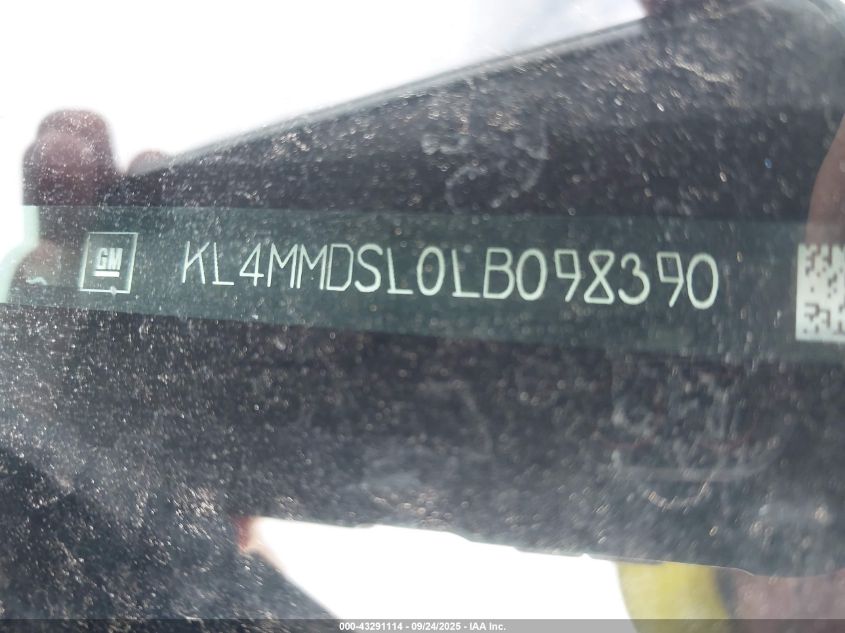 GM KL4MMDSL0LB098390
000-43291114 - 09/24/2025 - IAA Inc.